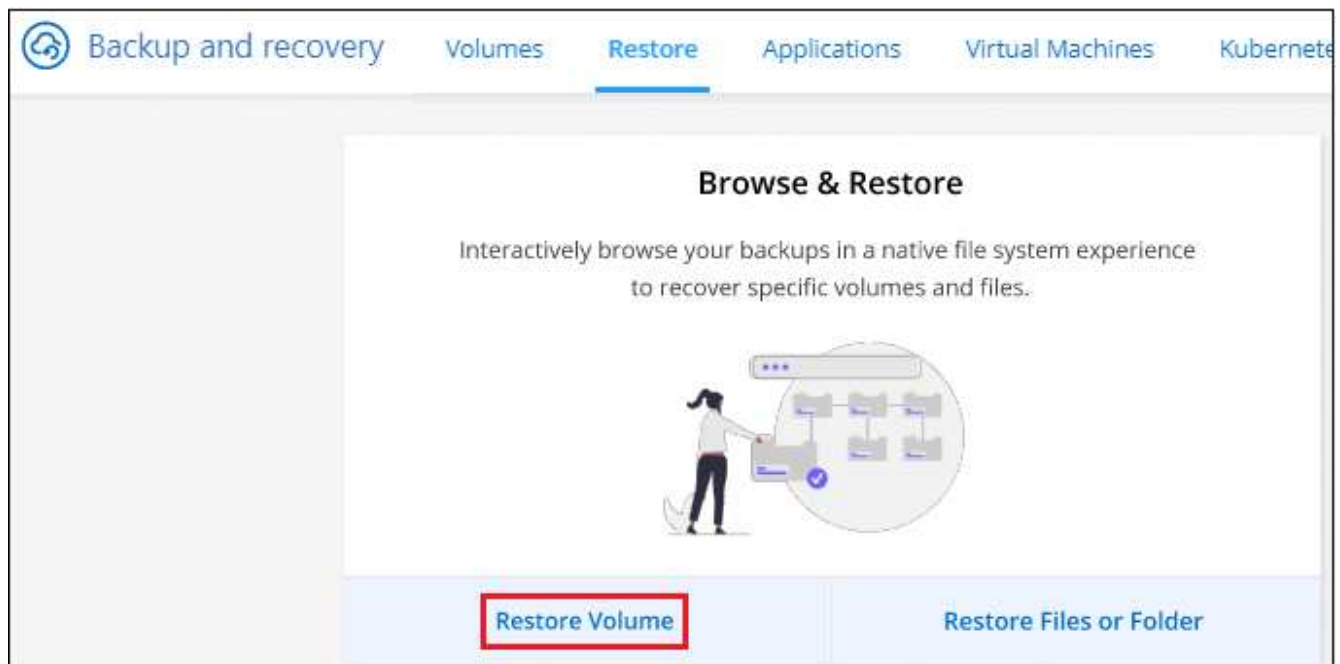 Backup and recovery Volumes Restore Applications Virtual Machines Kubernete
Browse & Restore
Interactively browse your backups in a native file system experience
to recover specific volumes and files.
Restore Volume Restore Files or Folder